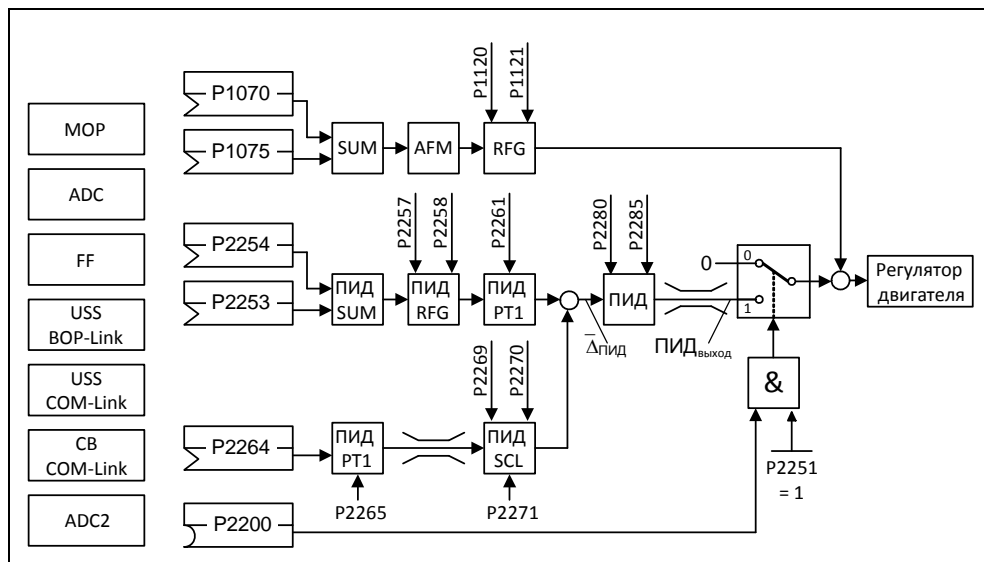 MOP
ADC
FF
USS
BOP-Link
USS
COM-Link
CB
COM-Link
ADC2
P1070
P1075
SUM
AFM
P1120
P1121
RFG
P2254
P2253
ПИД
SUM
P2257
P2258
ПИД
RFG
P2261
ПИД
PT1
Δ̅ПИД
P2280
P2285
ПИД
ПИДвыход
0
0
1
Регулятор
двигателя
&
P2251
= 1
P2264
ПИД
PT1
P2265
P2269
P2270
ПИД
SCL
P2271
P2200